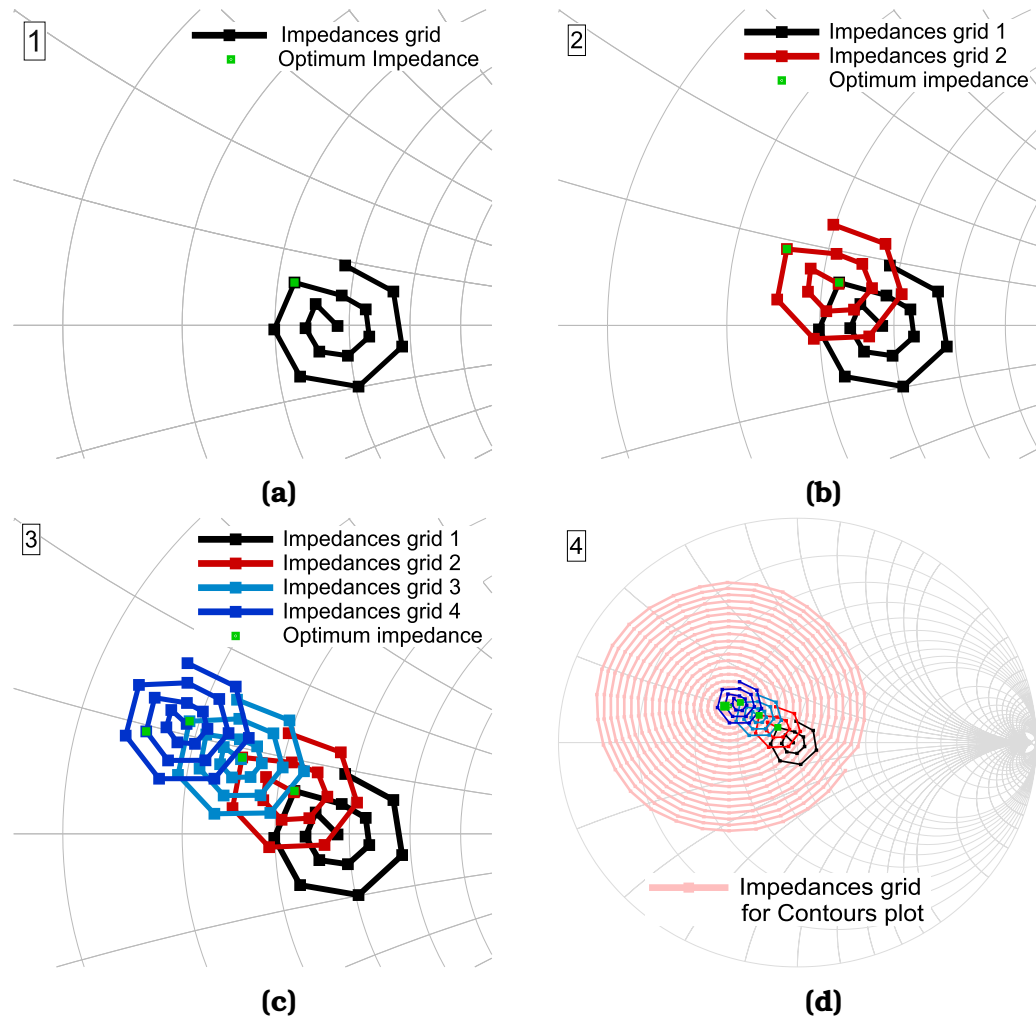 1
Impedances grid
Optimum Impedance
(a)
2
Impedances grid 1
Impedances grid 2
Optimum impedance
(b)
3
Impedances grid 1
Impedances grid 2
Impedances grid 3
Impedances grid 4
Optimum impedance
(c)
4
Impedances grid
for Contours plot
(d)